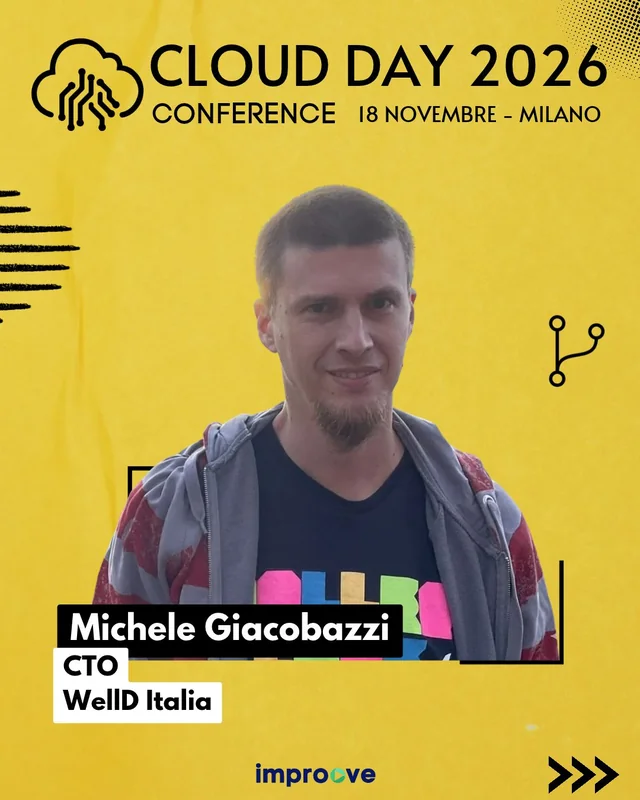 CLOUD DAY 2026
CONFERENCE 18 NOVEMBRE - MILANO
Michele Giacobazzi
CTO
WellD Italia
improove